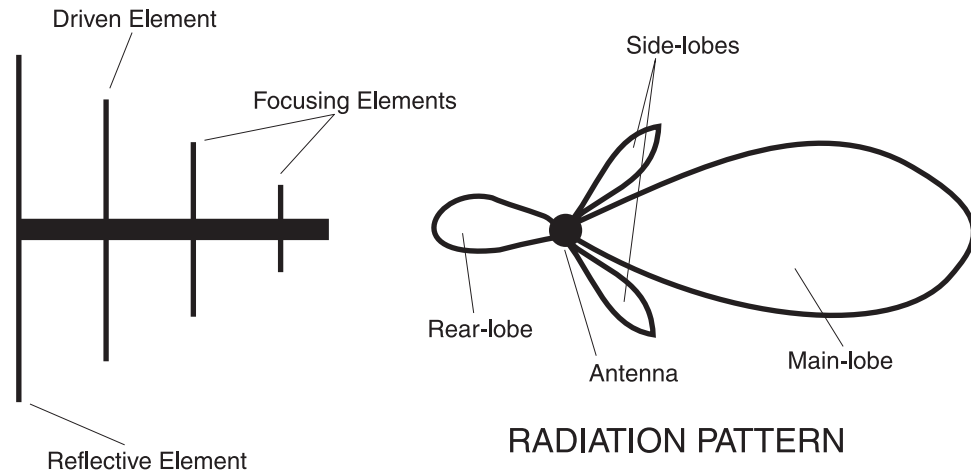 Driven Element
Focusing Elements
Reflective Element
Side-lobes
Rear-lobe
Antenna
Main-lobe
RADIATION PATTERN